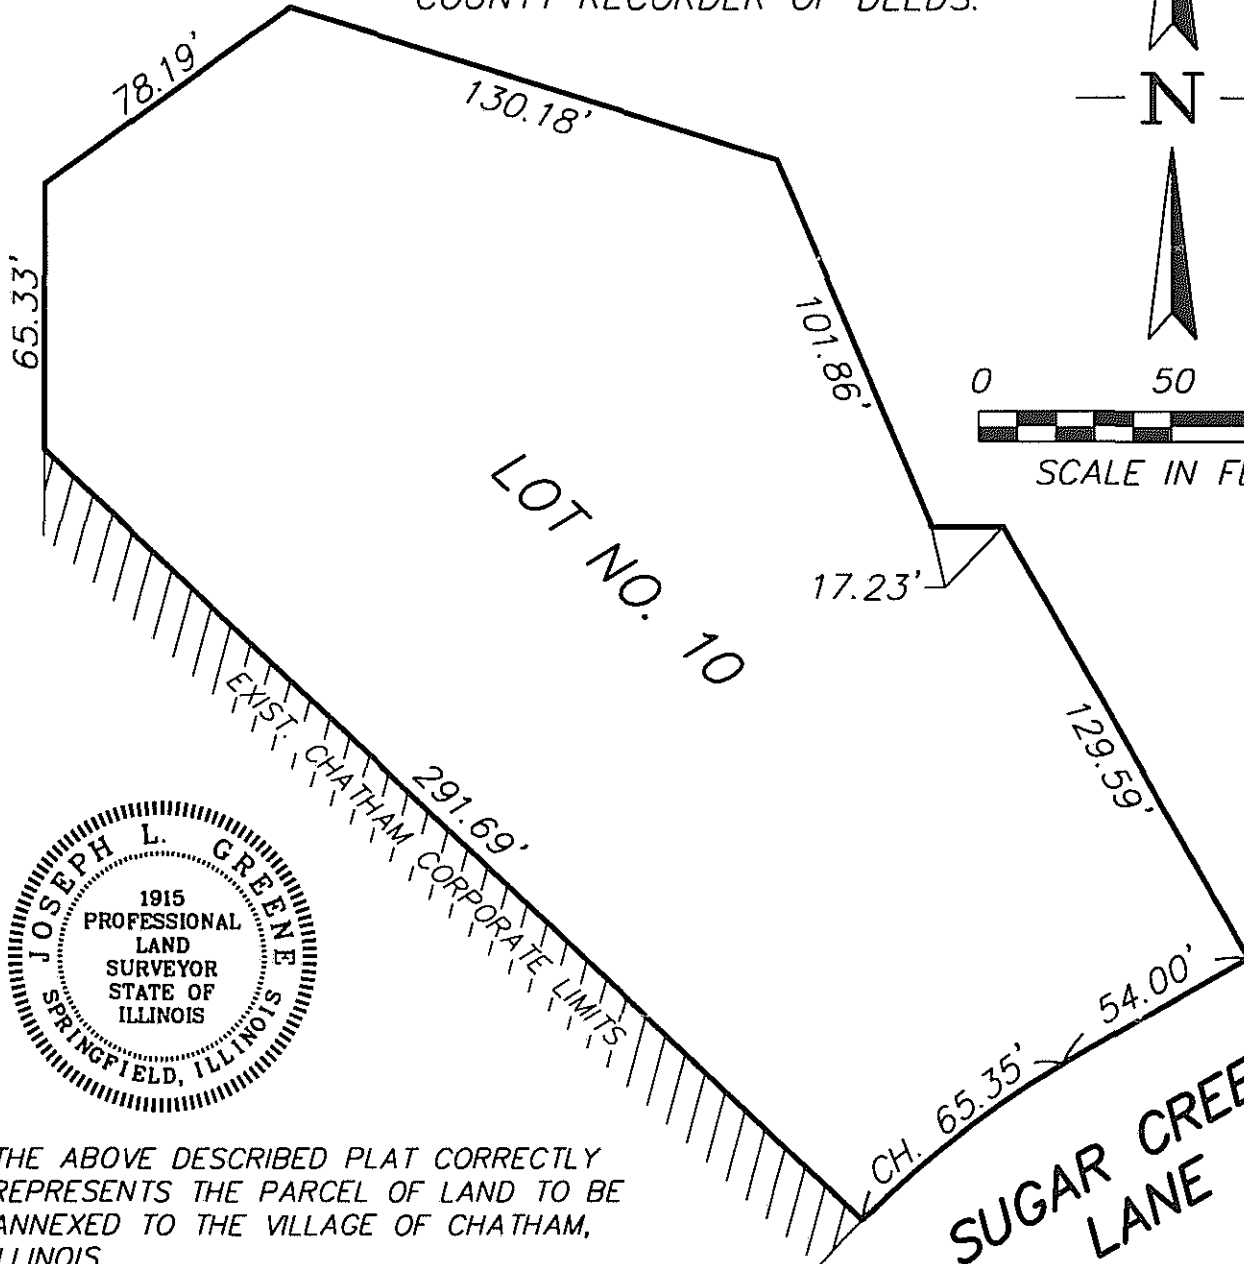 COUNTY RECORDER OF DEEDS.
78.19'
130.18'
N
65.33'
101.86'
0 50
SCALE IN
LOT NO. 10
17.23'
129.59'
EXIST. CHATHAM CORPORATE LIMITS
291.69'
JOSEPH L. GREENE
1915
PROFESSIONAL
LAND
SURVEYOR
STATE OF
ILLINOIS
SPRINGFIELD, ILLINOIS
54.00'
CH. 65.35'
SUGAR CREE
LANE
THE ABOVE DESCRIBED PLAT CORRECTLY
REPRESENTS THE PARCEL OF LAND TO BE
ANNEXED TO THE VILLAGE OF CHATHAM,
ILLINOIS